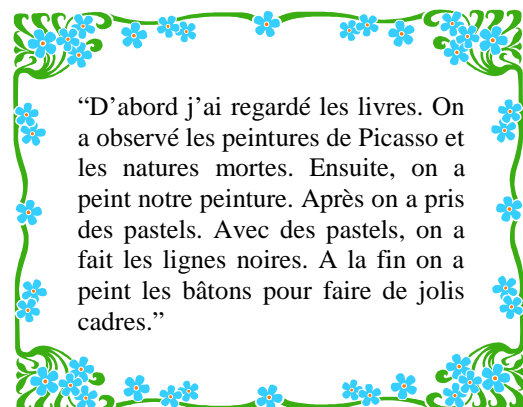 “D’abord j’ai regardé les livres. On
a observé les peintures de Picasso et
les natures mortes. Ensuite, on a
peint notre peinture. Après on a pris
des pastels. Avec des pastels, on a
fait les lignes noires. A la fin on a
peint les bâtons pour faire de jolis
cadres.”